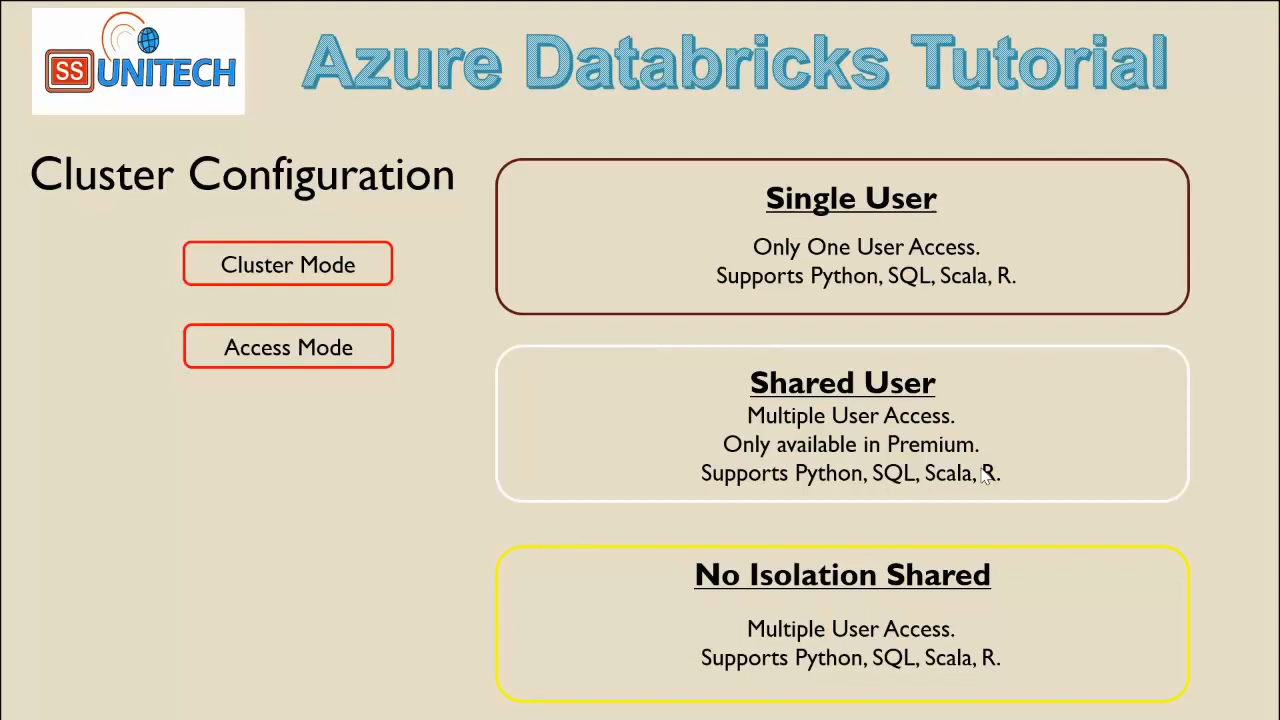 SS UNITECH
Azure Databricks Tutorial
Cluster Configuration
Cluster Mode
Access Mode
Single User
Only One User Access.
Supports Python, SQL, Scala, R.
Shared User
Multiple User Access.
Only available in Premium.
Supports Python, SQL, Scala, R.
No Isolation Shared
Multiple User Access.
Supports Python, SQL, Scala, R.